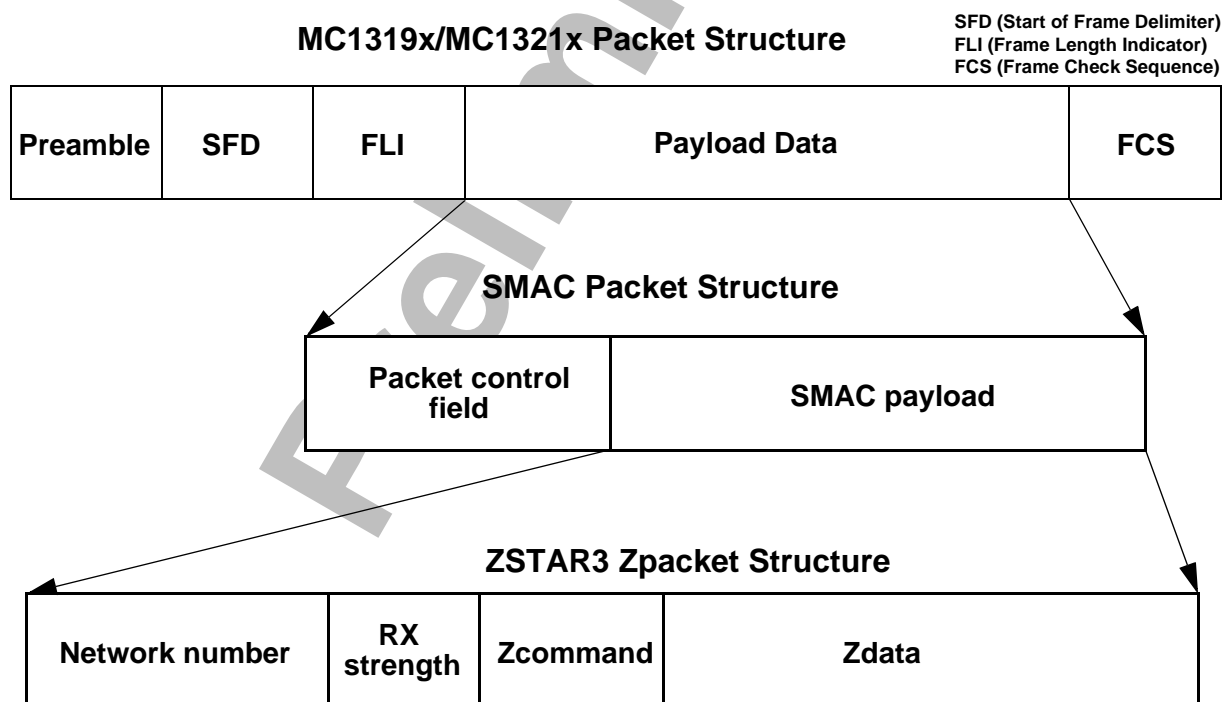 MC1319x/MC1321x Packet Structure
SFD (Start of Frame Delimiter)
FLI (Frame Length Indicator)
FCS (Frame Check Sequence)
Preamble
SFD
FLI
Payload Data
FCS
SMAC Packet Structure
Packet control
field
SMAC payload
ZSTAR3 Zpacket Structure
Network number
RX
strength
Zcommand
Zdata